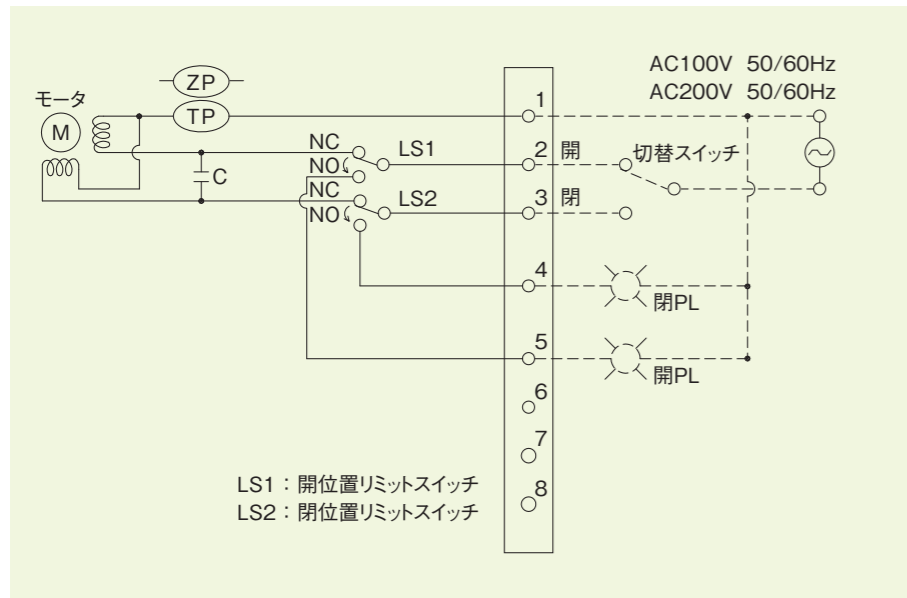 AC100V 50/60Hz
AC200V 50/60Hz
ZP
TP
モータ
M
C
NC
NO
LS1
NC
NO
LS2
1
2 開
3 閉
切替スイッチ
4
閉PL
5
開PL
6
7
8
LS1：開位置リミットスイッチ
LS2：閉位置リミットスイッチ